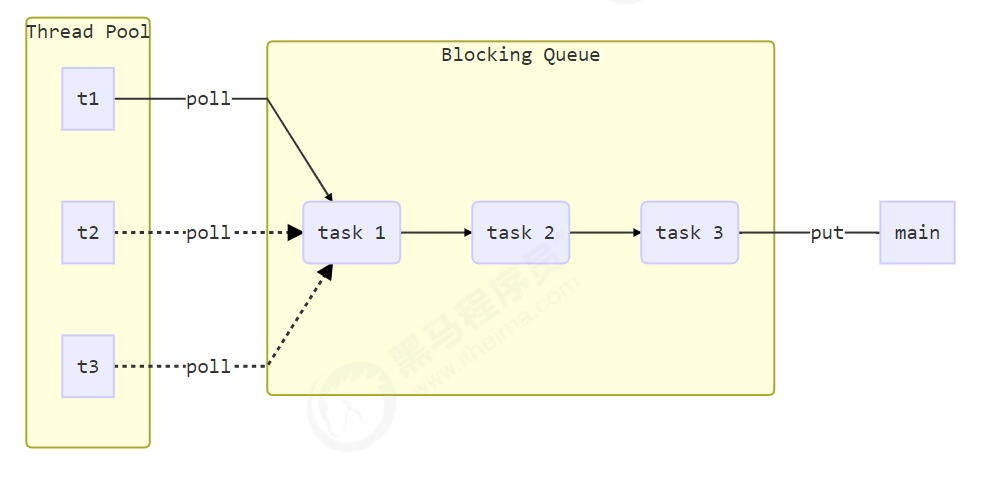 Thread Pool
Blocking Queue
t1
poll
t2
poll
task 1
task 2
task 3
put
main
t3
poll
黑马程序员
www.itheima.com